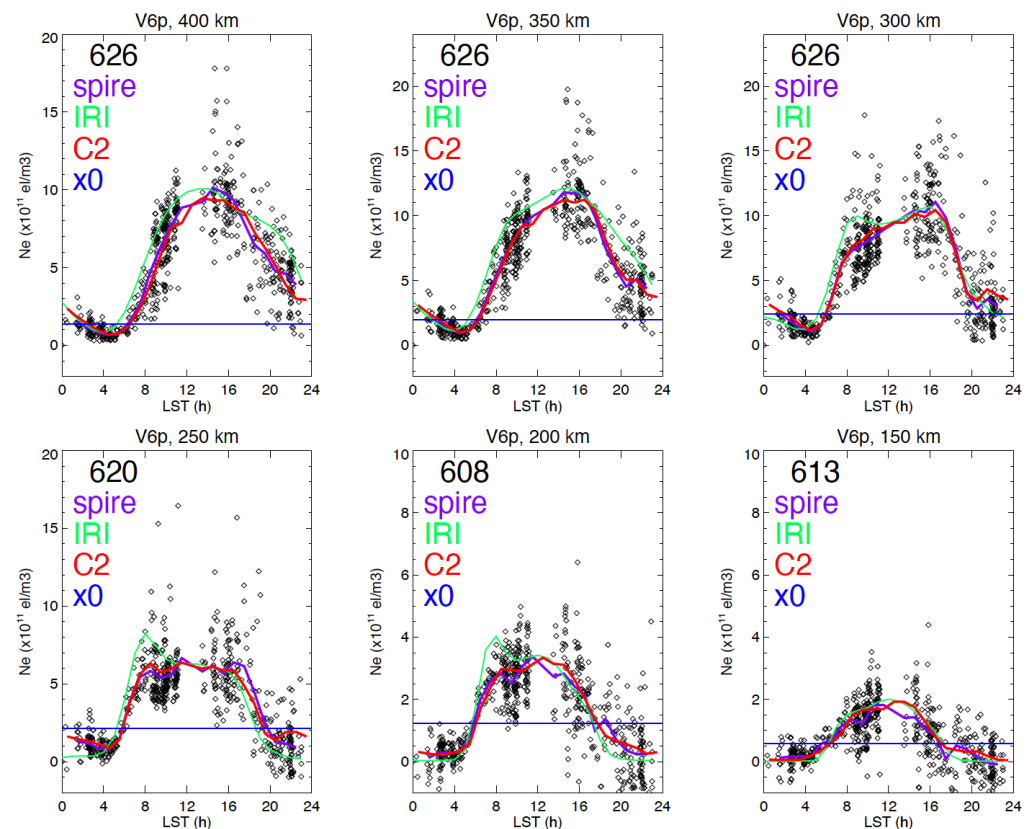 V6p, 400 km
626
spire
IRI
C2
x0
Ne (x10¹¹ el/m3)
20
15
10
5
0
0 4 8 12 16 20 24
LST (h)
V6p, 350 km
626
spire
IRI
C2
x0
Ne (x10¹¹ el/m3)
20
15
10
5
0
0 4 8 12 16 20 24
LST (h)
V6p, 300 km
626
spire
IRI
C2
x0
Ne (x10¹¹ el/m3)
20
15
10
5
0
0 4 8 12 16 20 24
LST (h)
V6p, 250 km
620
spire
IRI
C2
x0
Ne (x10¹¹ el/m3)
20
15
10
5
0
0 4 8 12 16 20 24
LST (h)
V6p, 200 km
608
spire
IRI
C2
x0
Ne (x10¹¹ el/m3)
10
8
6
4
2
0
0 4 8 12 16 20 24
LST (h)
V6p, 150 km
613
spire
IRI
C2
x0
Ne (x10¹¹ el/m3)
10
8
6
4
2
0
0 4 8 12 16 20 24
LST (h)